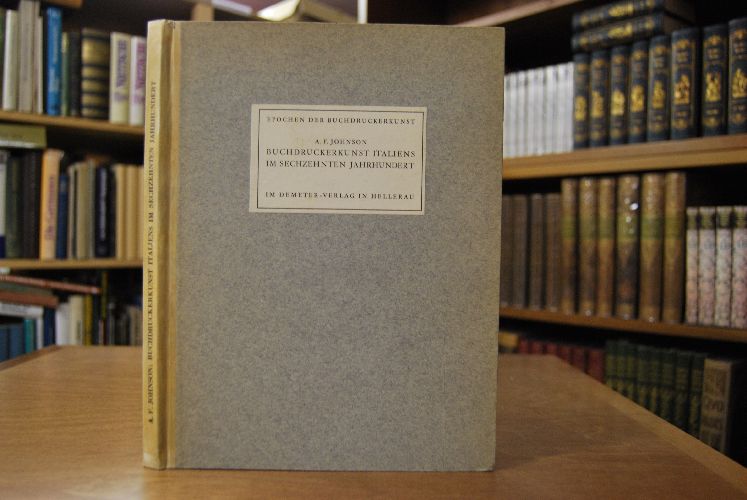 EPOCHEN DER BUCHDRUCKERKUNST
A. F. JOHNSON
BUCHDRUCKERKUNST ITALIENS
IM SECHZEHNTEN JAHRHUNDERT
IM DEMETER-VERLAG IN HELLERAU
A. F. JOHNSON: BUCHDRUCKERKUNST ITALIENS IM SECHZEHNTEN JAHRHUNDERT